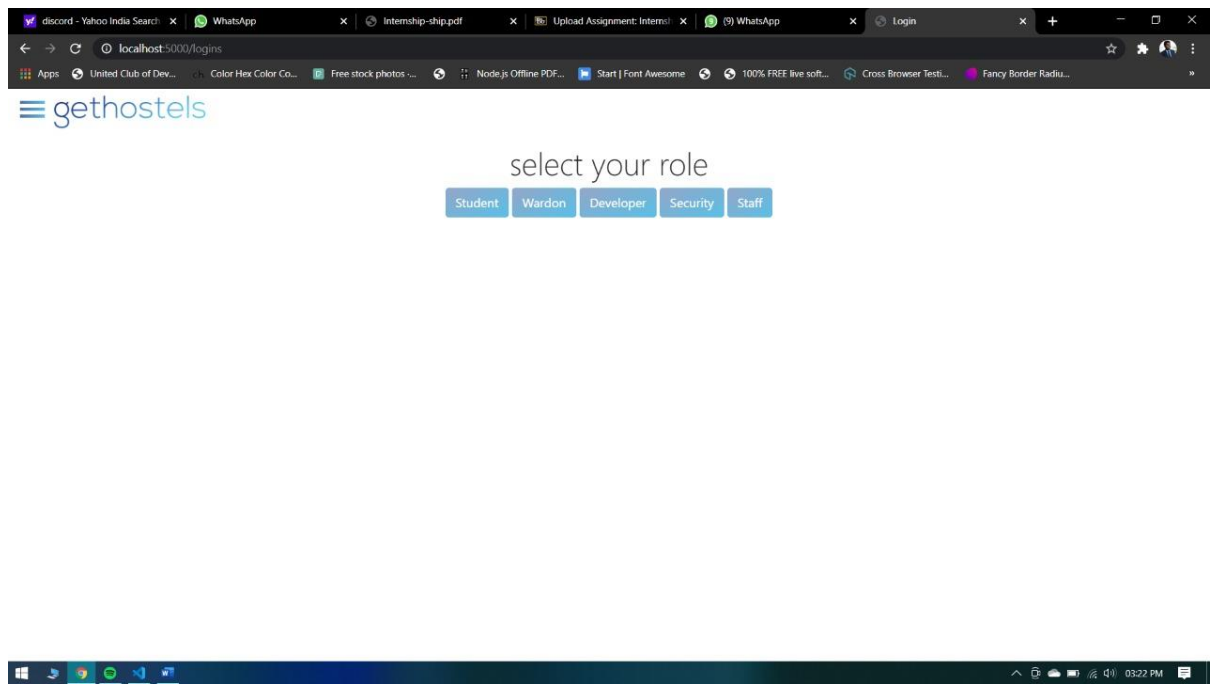 discord - Yahoo India Search WhatsApp Internship-ship.pdf Upload Assignment: Internsh (9) WhatsApp Login
localhost:5000/logins
Apps United Club of Dev... Color Hex Color Co... Free stock photos -... Node.js Offline PDF... Start | Font Awesome 100% FREE live soft... Cross Browser Testi... Fancy Border Radiu... »
gethostels
select your role
Student Wardon Developer Security Staff
03:22 PM